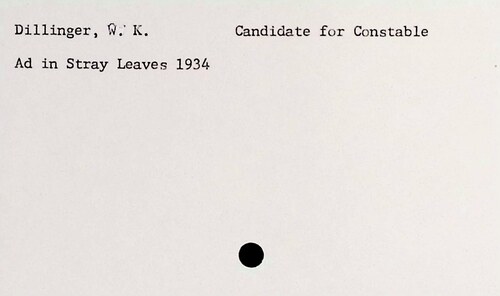 Dillinger, W. K. Candidate for Constable
Ad in Stray Leaves 1934